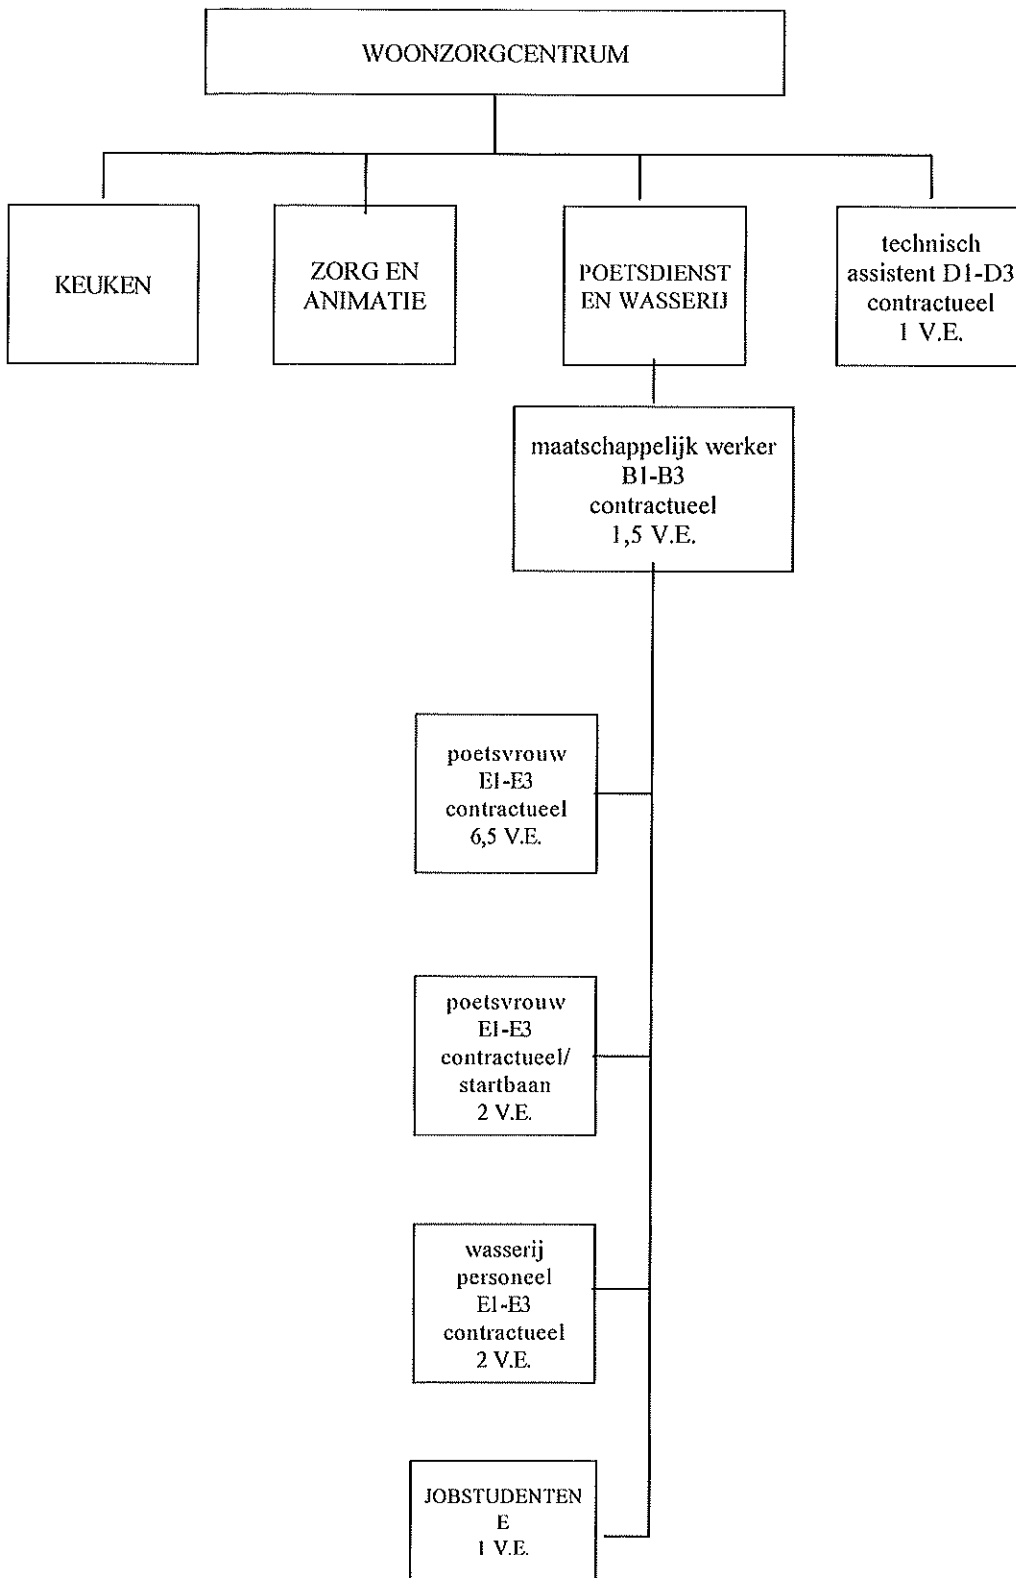 WOONZORGCENTRUM
KEUKEN
ZORG EN
ANIMATIE
POETSDIENST
EN WASSERIJ
technisch
assistent D1-D3
contractueel
1 V.E.
maatschappelijk werker
B1-B3
contractueel
1,5 V.E.
poetsvrouw
E1-E3
contractueel
6,5 V.E.
poetsvrouw
E1-E3
contractueel/
startbaan
2 V.E.
wasserij
personeel
E1-E3
contractueel
2 V.E.
JOBSTUDENTEN
E
1 V.E.